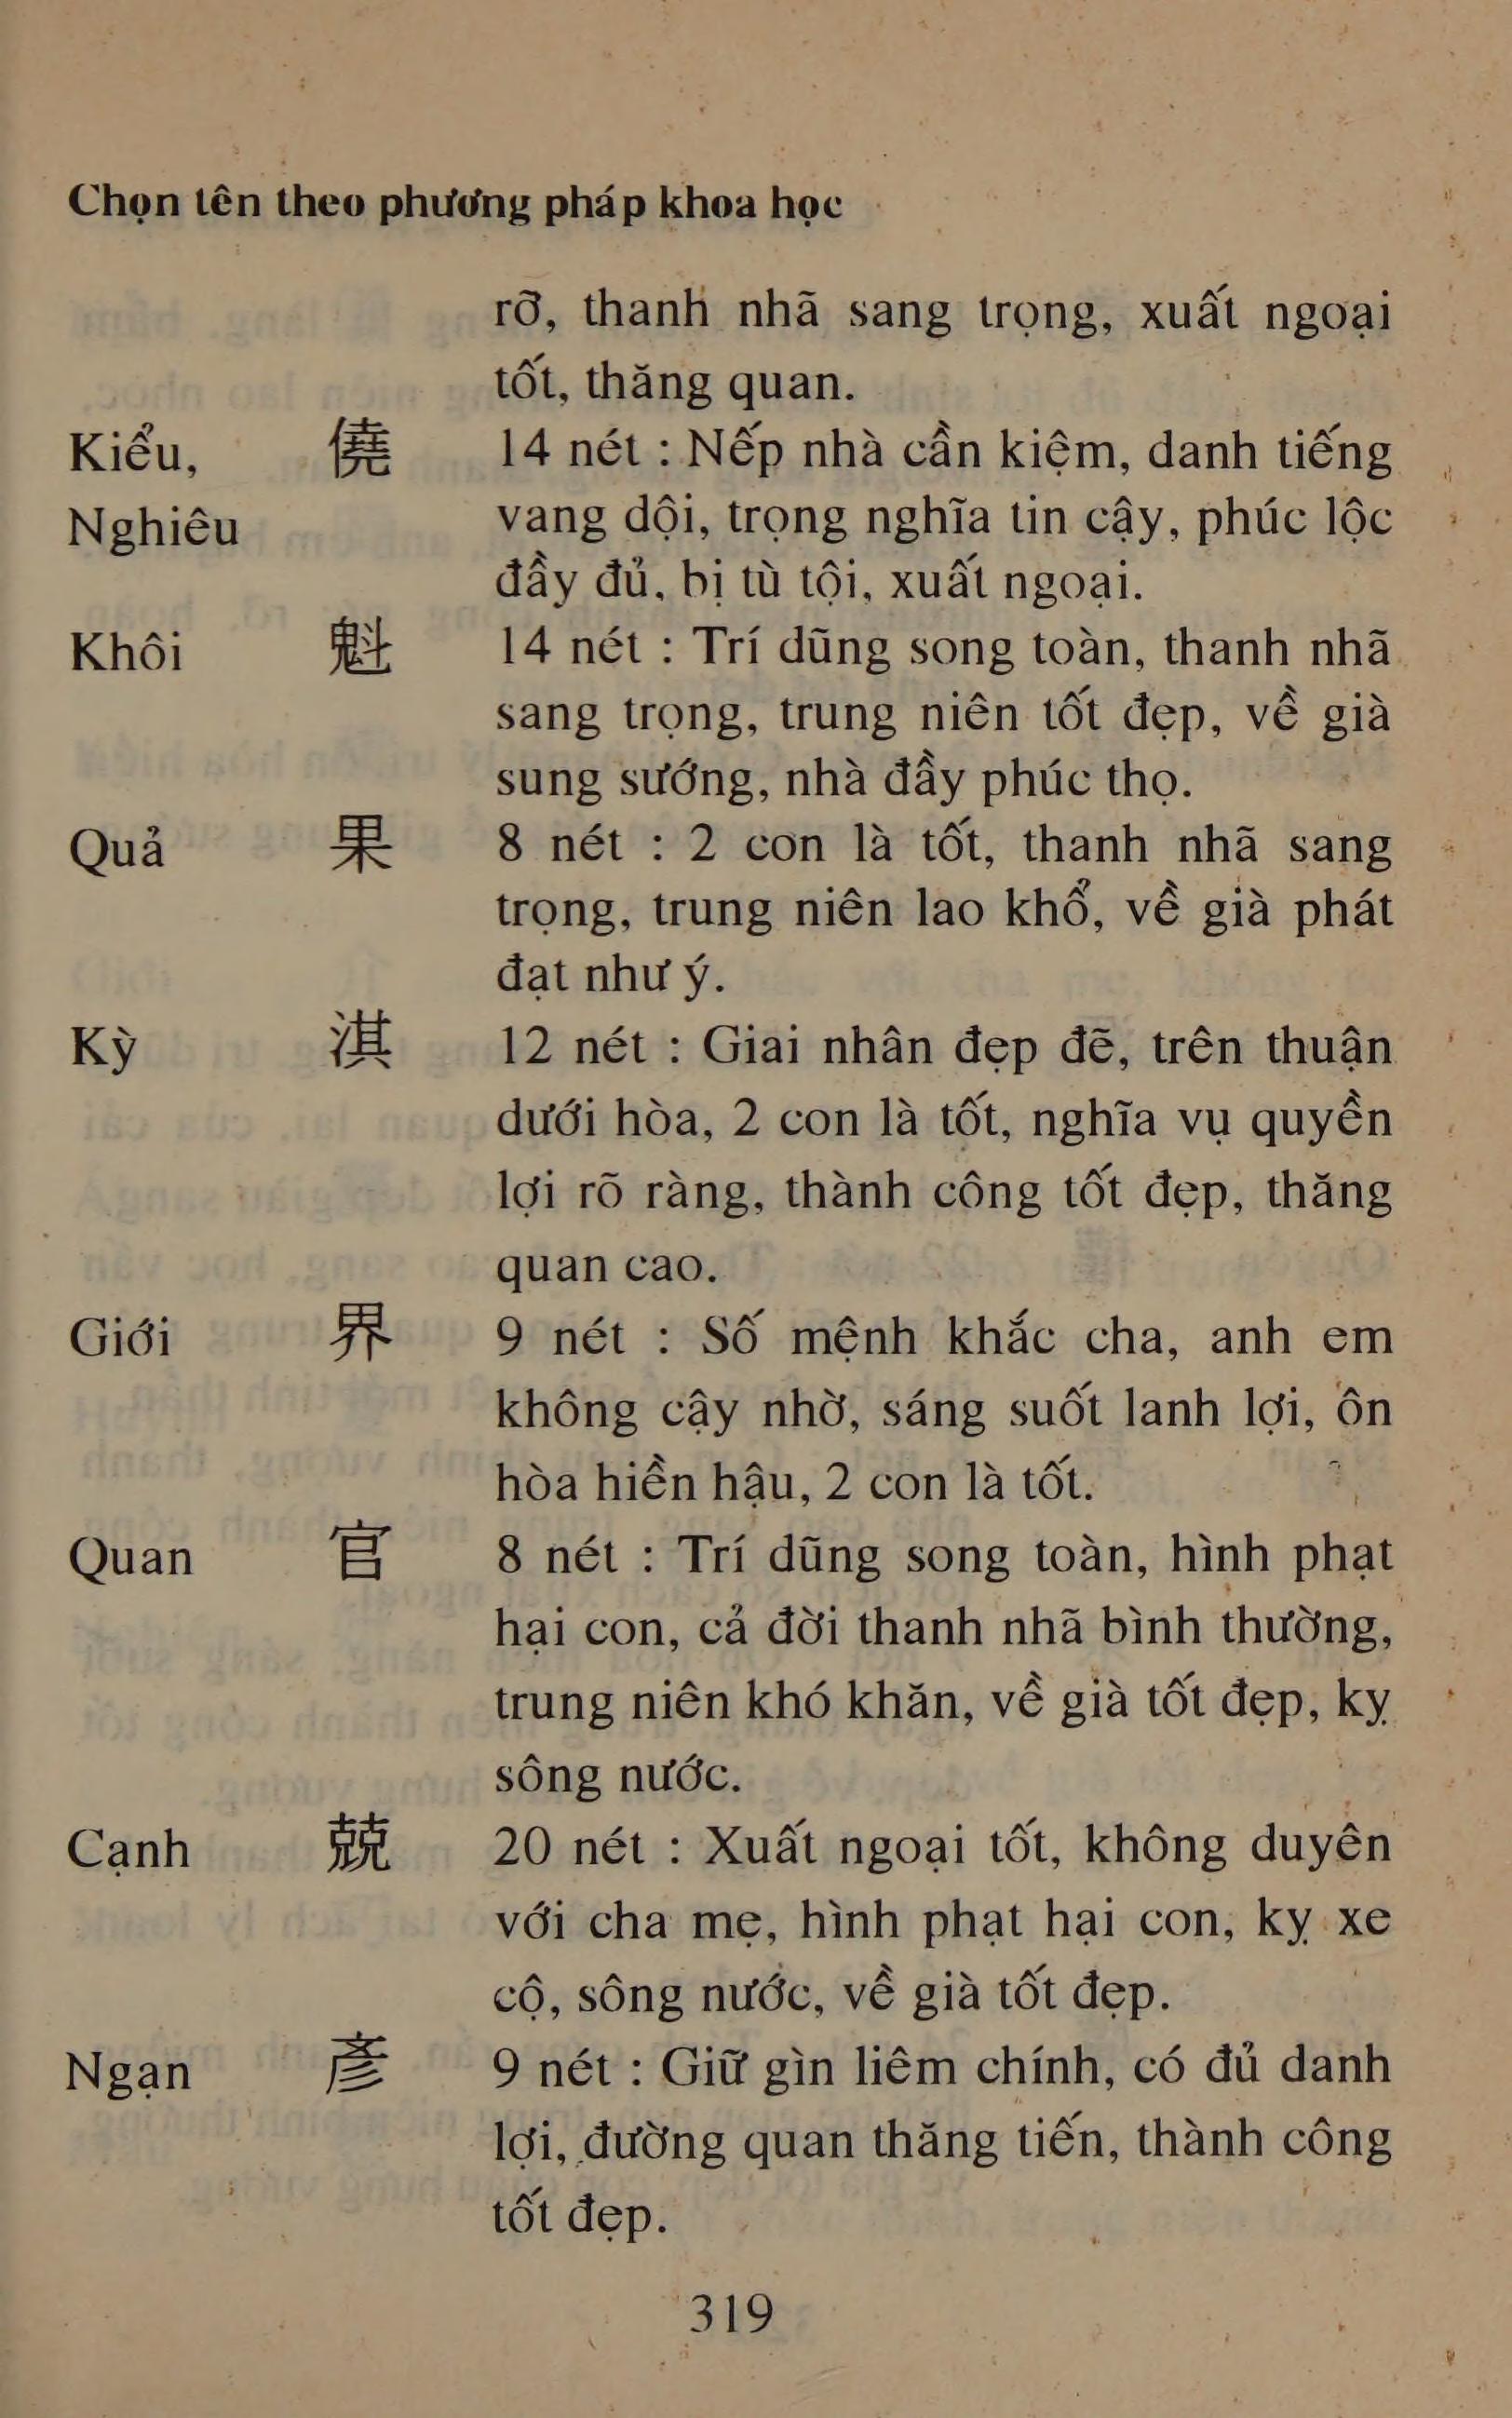 Chọn tên theo phương pháp khoa học
rỡ, thanh nhã sang trọng, xuất ngoại
tốt, thăng quan.
Kiểu, 僥 14 nét : Nếp nhà cần kiệm, danh tiếng
Nghiêu vang dội, trọng nghĩa tin cậy, phúc lộc
đầy đủ, bị tù tội, xuất ngoại.
Khôi 魁 14 nét : Trí dũng song toàn, thanh nhã
sang trọng, trung niên tốt đẹp, về già
sung sướng, nhà đầy phúc thọ.
Quả 果 8 nét : 2 con là tốt, thanh nhã sang
trọng, trung niên lao khổ, về già phát
đạt như ý.
Kỳ 淇 12 nét : Giai nhân đẹp đẽ, trên thuận
dưới hòa, 2 con là tốt, nghĩa vụ quyền
lợi rõ ràng, thành công tốt đẹp, thăng
quan cao.
Giới 界 9 nét : Số mệnh khắc cha, anh em
không cậy nhờ, sáng suốt lanh lợi, ôn
hòa hiền hậu, 2 con là tốt.
Quan 官 8 nét : Trí dũng song toàn, hình phạt
hại con, cả đời thanh nhã bình thường,
trung niên khó khăn, về già tốt đẹp, kỵ
sông nước.
Cạnh 兢 20 nét : Xuất ngoại tốt, không duyên
với cha mẹ, hình phạt hại con, kỵ xe
cộ, sông nước, về già tốt đẹp.
Ngạn 彥 9 nét : Giữ gìn liêm chính, có đủ danh
lợi, đường quan thăng tiến, thành công
tốt đẹp.
319